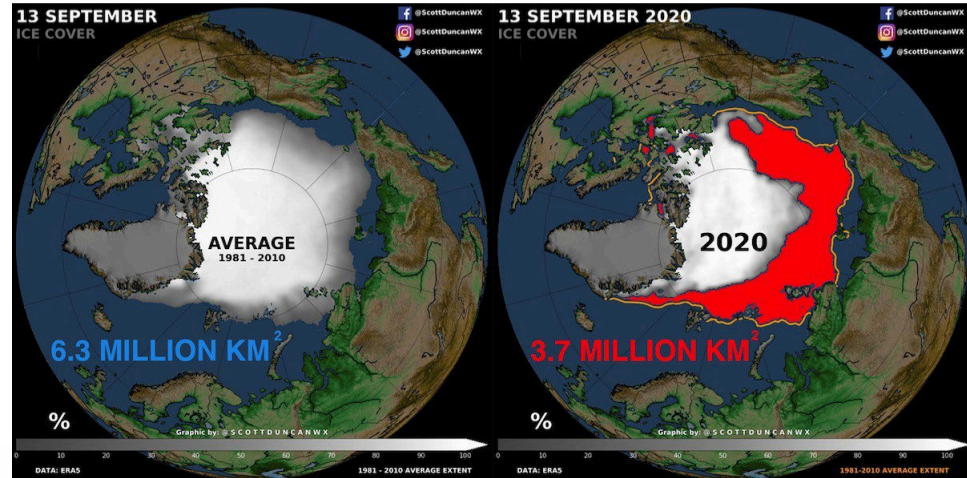 13 SEPTEMBER
ICE COVER
@ScottDuncanWX
@ScottDuncanWX
@ScottDuncanWX
AVERAGE
1981 - 2010
6.3 MILLION KM²
%
Graphic by: @SCOTTDUNCANWX
0 10 20 30 40 50 60 70 80 90 100
DATA: ERA5
1981 - 2010 AVERAGE EXTENT
13 SEPTEMBER 2020
ICE COVER
@ScottDuncanWX
@ScottDuncanWX
@ScottDuncanWX
2020
3.7 MILLION KM²
%
Graphic by: @SCOTTDUNCANWX
0 10 20 30 40 50 60 70 80 90 100
DATA: ERA5
1981-2010 AVERAGE EXTENT